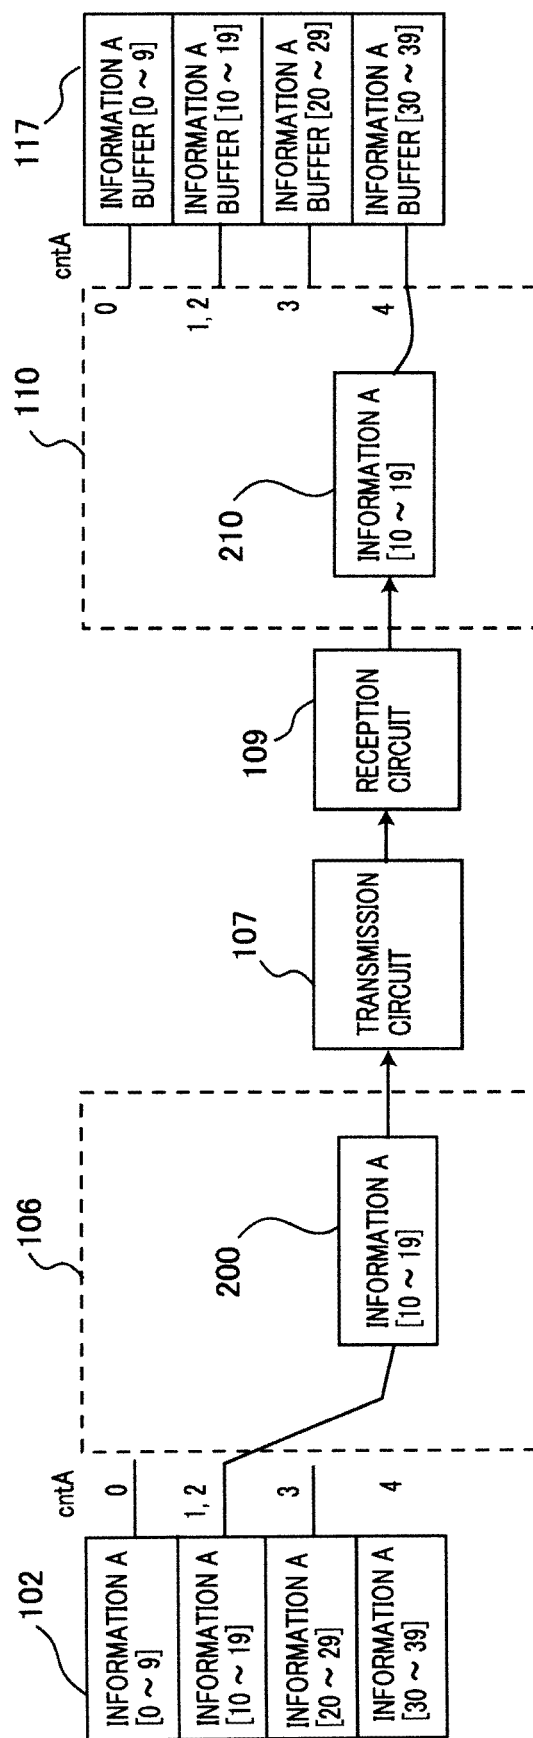 102
cntA
INFORMATION A
[0 ~ 9]
0
INFORMATION A
[10 ~ 19]
1, 2
INFORMATION A
[20 ~ 29]
3
INFORMATION A
[30 ~ 39]
4
106
200
INFORMATION A
[10 ~ 19]
107
TRANSMISSION
CIRCUIT
109
RECEPTION
CIRCUIT
110
210
INFORMATION A
[10 ~ 19]
cntA
0
1, 2
3
4
117
INFORMATION A
BUFFER [0 ~ 9]
INFORMATION A
BUFFER [10 ~ 19]
INFORMATION A
BUFFER [20 ~ 29]
INFORMATION A
BUFFER [30 ~ 39]